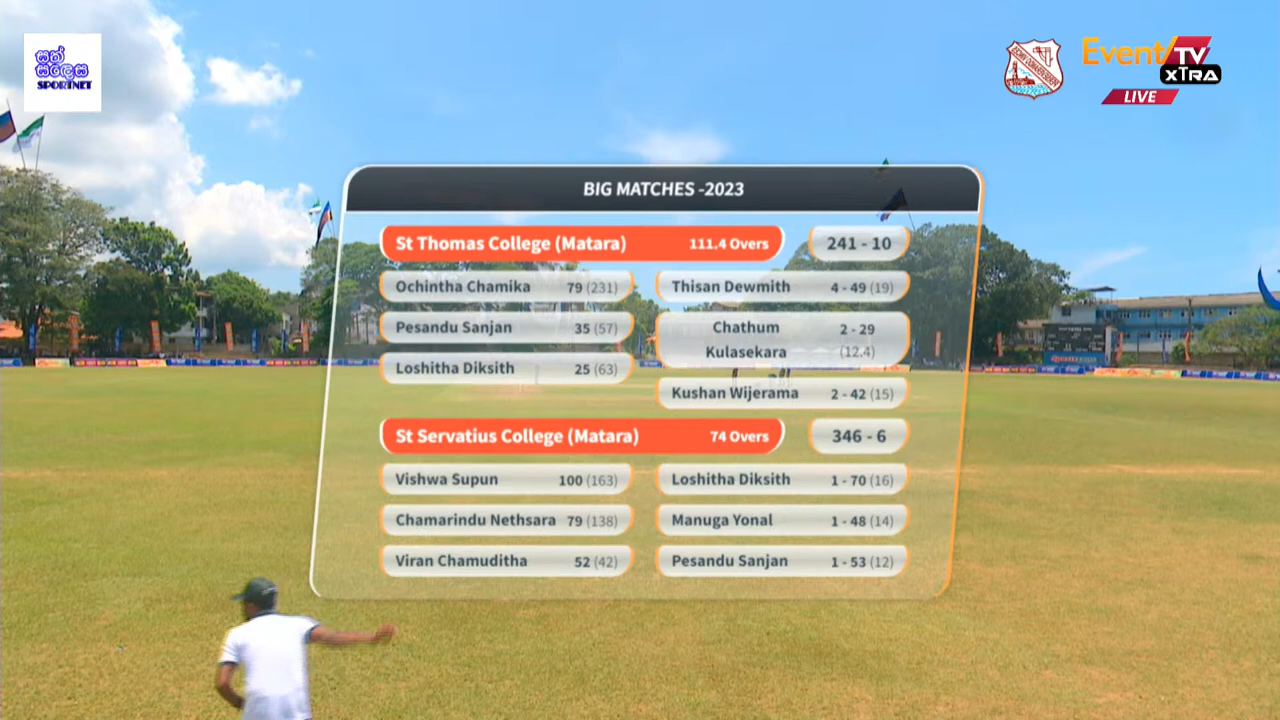 සත්
සඳෙස
SPORTNET
Event TV
XTRA
LIVE
BIG MATCHES -2023
St Thomas College (Matara) 111.4 Overs 241 - 10
Ochintha Chamika 79 (231) Thisan Dewmith 4 - 49 (19)
Pesandu Sanjan 35 (57) Chathum 2 - 29
Kulasekara (12.4)
Loshitha Diksith 25 (63)
Kushan Wijerama 2 - 42 (15)
St Servatius College (Matara) 74 Overs 346 - 6
Vishwa Supun 100 (163) Loshitha Diksith 1 - 70 (16)
Chamarindu Nethsara 79 (138) Manuga Yonal 1 - 48 (14)
Viran Chamuditha 52 (42) Pesandu Sanjan 1 - 53 (12)